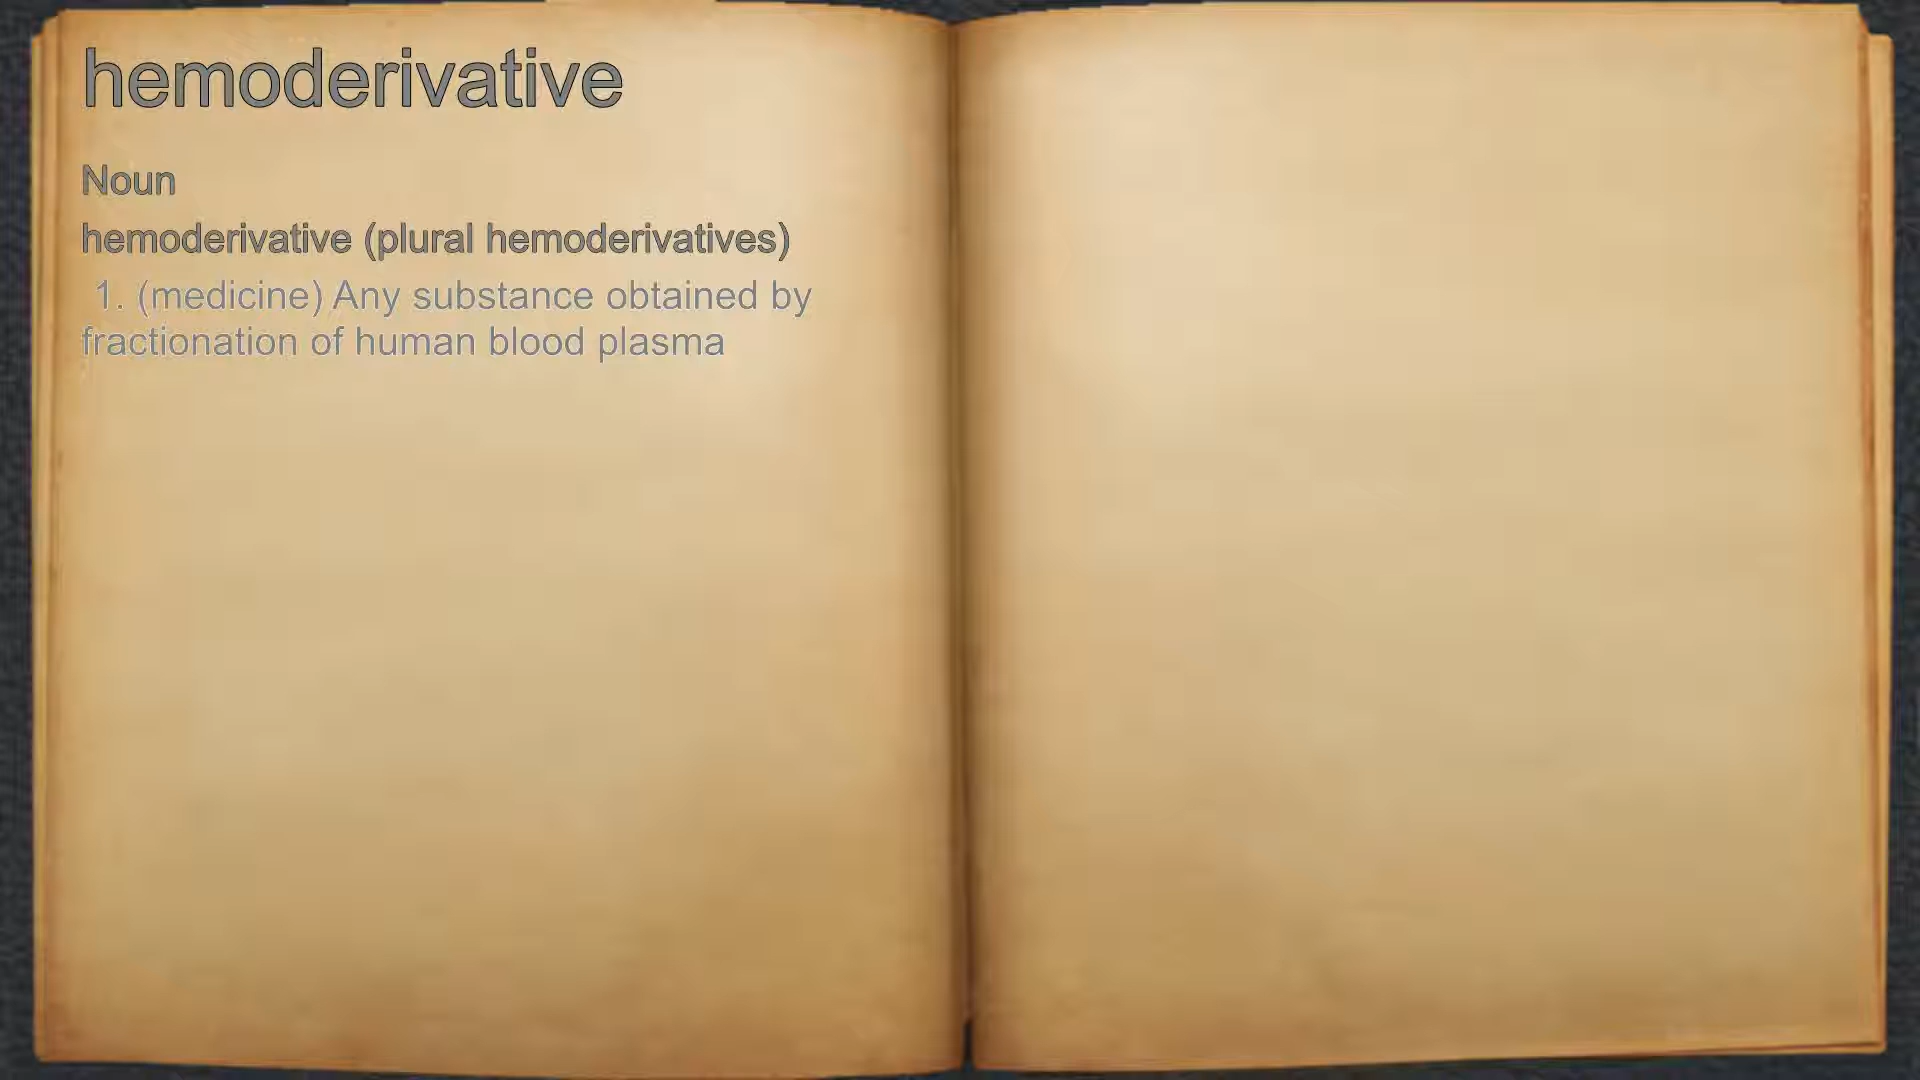 hemoderivative
Noun
hemoderivative (plural hemoderivatives)
1. (medicine) Any substance obtained by
fractionation of human blood plasma